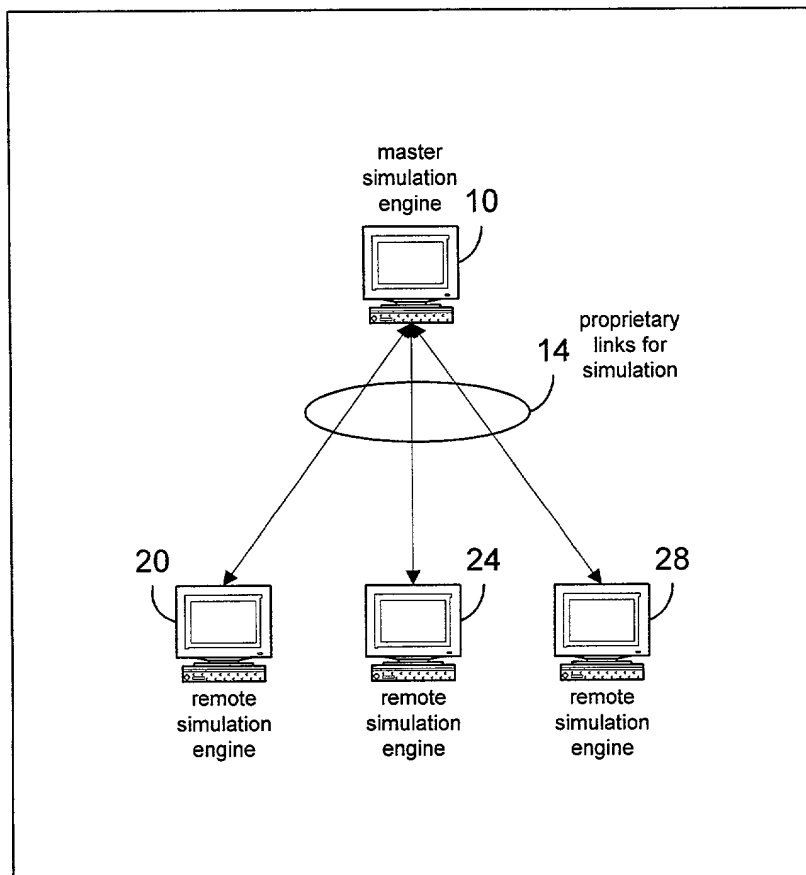 master
simulation
engine
10
proprietary
links for
simulation
14
20
24
28
remote
simulation
engine
remote
simulation
engine
remote
simulation
engine